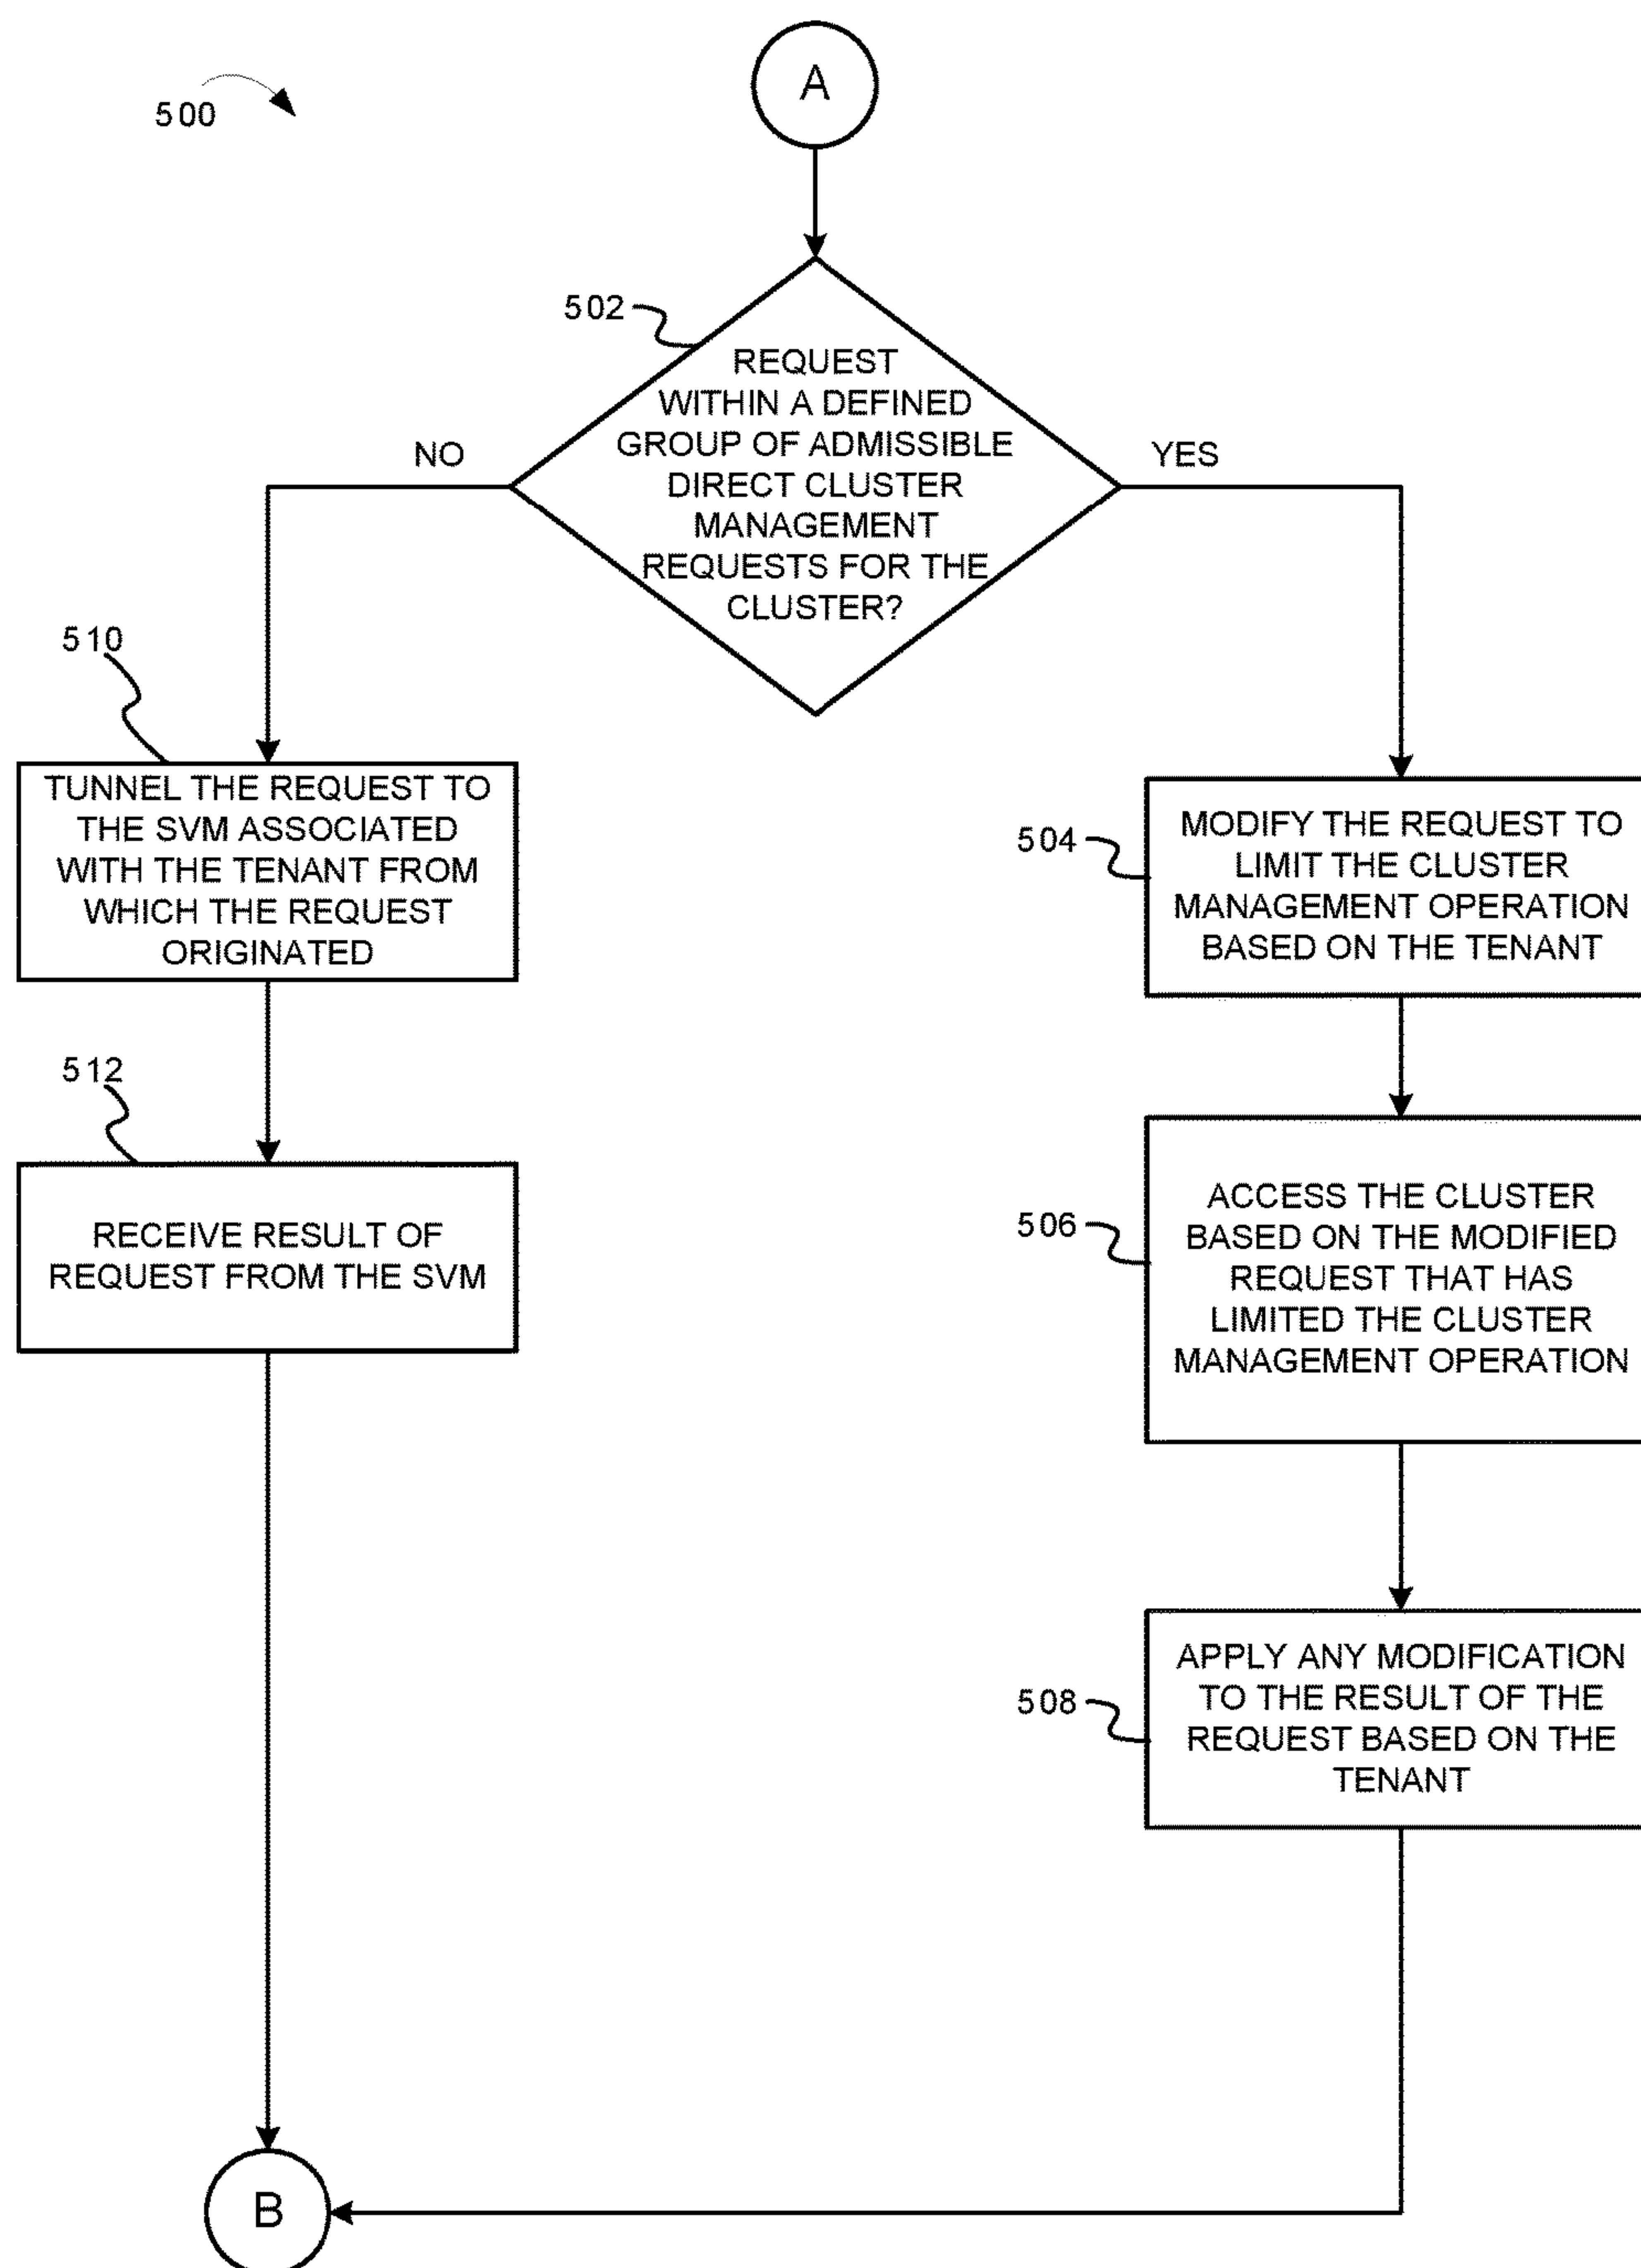 500
A
502
REQUEST
WITHIN A DEFINED
GROUP OF ADMISSIBLE
DIRECT CLUSTER
MANAGEMENT
REQUESTS FOR THE
CLUSTER?
NO
YES
510
TUNNEL THE REQUEST TO
THE SVM ASSOCIATED
WITH THE TENANT FROM
WHICH THE REQUEST
ORIGINATED
504
MODIFY THE REQUEST TO
LIMIT THE CLUSTER
MANAGEMENT OPERATION
BASED ON THE TENANT
512
RECEIVE RESULT OF
REQUEST FROM THE SVM
506
ACCESS THE CLUSTER
BASED ON THE MODIFIED
REQUEST THAT HAS
LIMITED THE CLUSTER
MANAGEMENT OPERATION
508
APPLY ANY MODIFICATION
TO THE RESULT OF THE
REQUEST BASED ON THE
TENANT
B